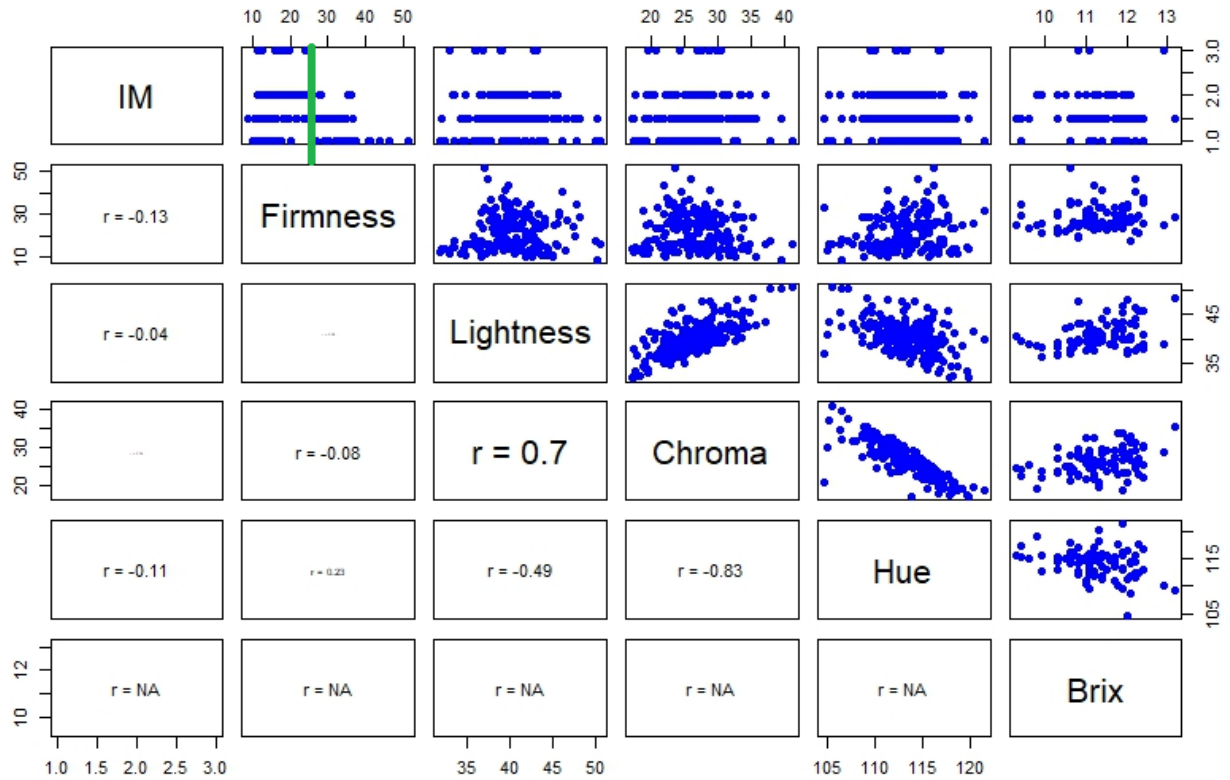 10 20 30 40 50 20 25 30 35 40 10 11 12 13
IM 1.0 2.0 3.0
10 30 50 r = -0.13 Firmness
r = -0.04 Lightness 35 45
20 30 40 r = -0.08 r = 0.7 Chroma
r = -0.11 r = 0.23 r = -0.49 r = -0.83 Hue 105 115
10 12 r = NA r = NA r = NA r = NA r = NA Brix
1.0 1.5 2.0 2.5 3.0 35 40 45 50 105 110 115 120